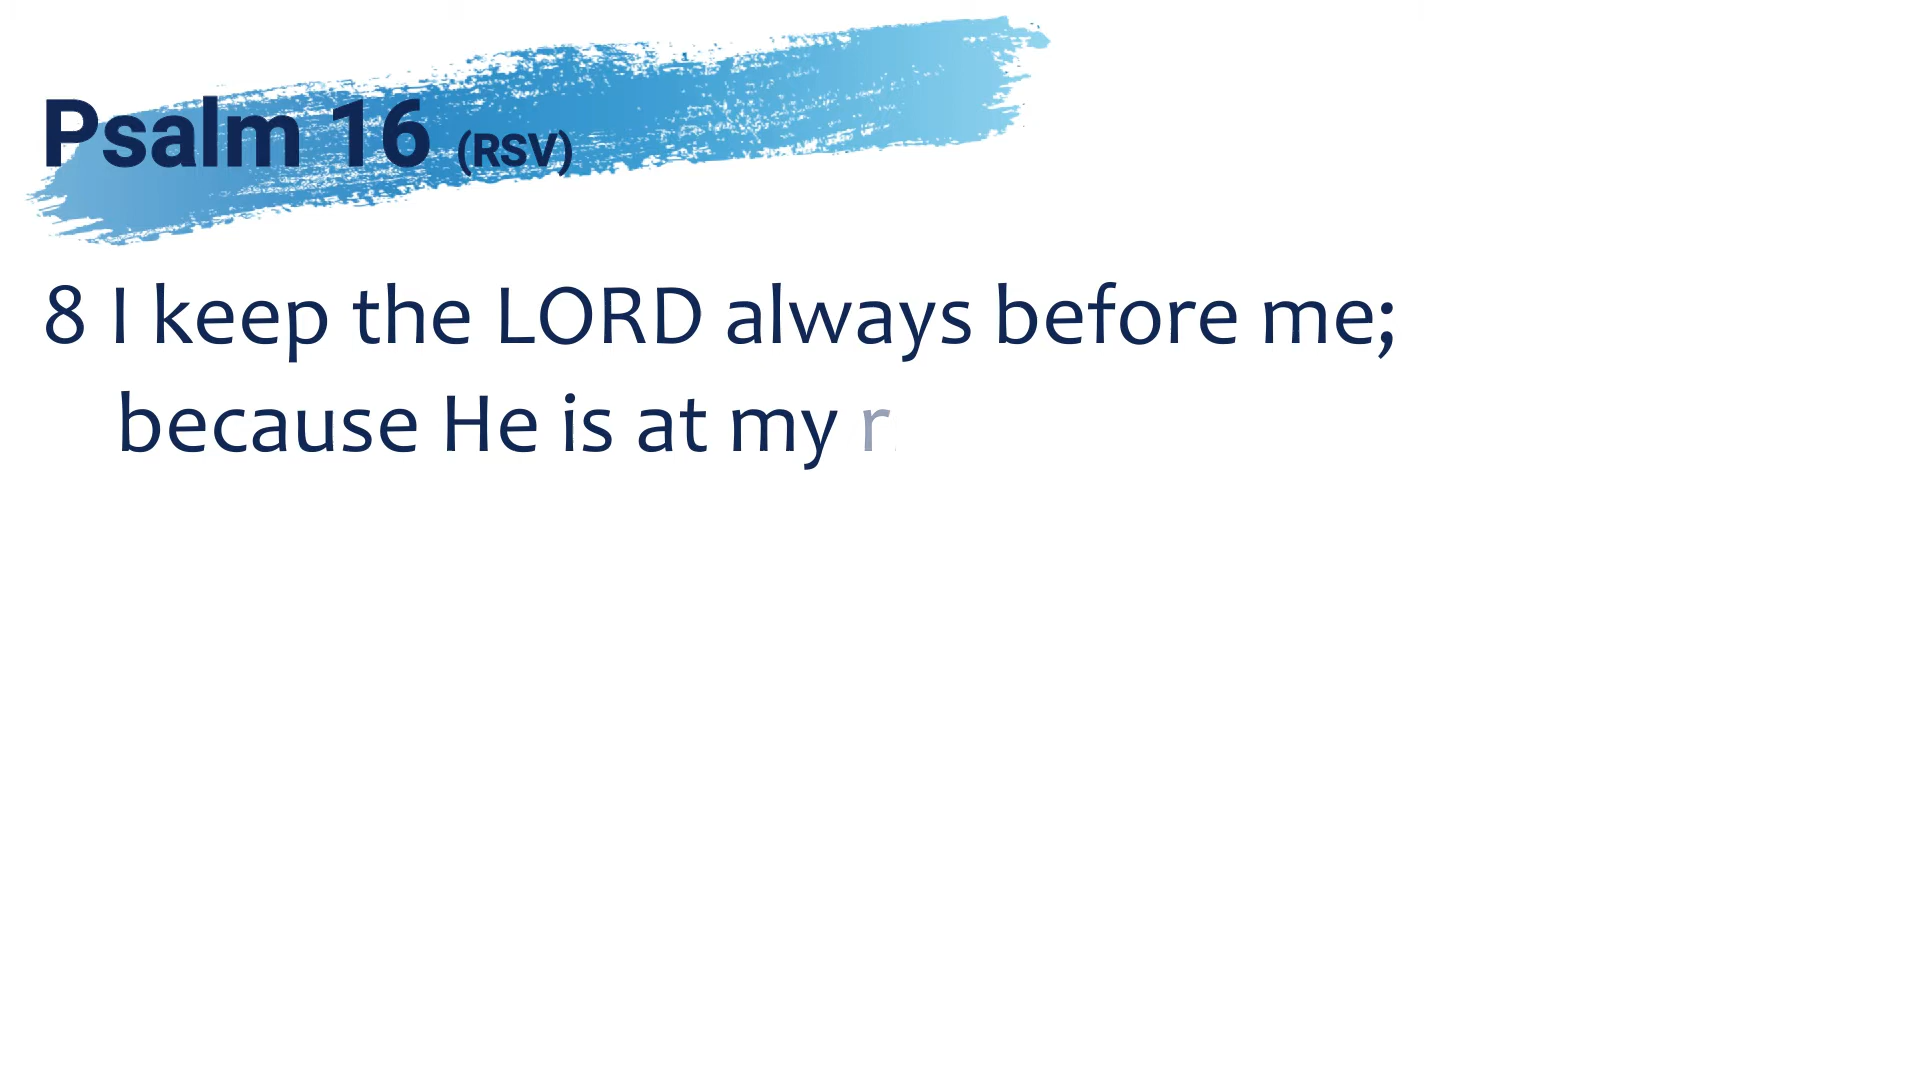 Psalm 16 (RSV)
8 I keep the LORD always before me;
because He is at my r